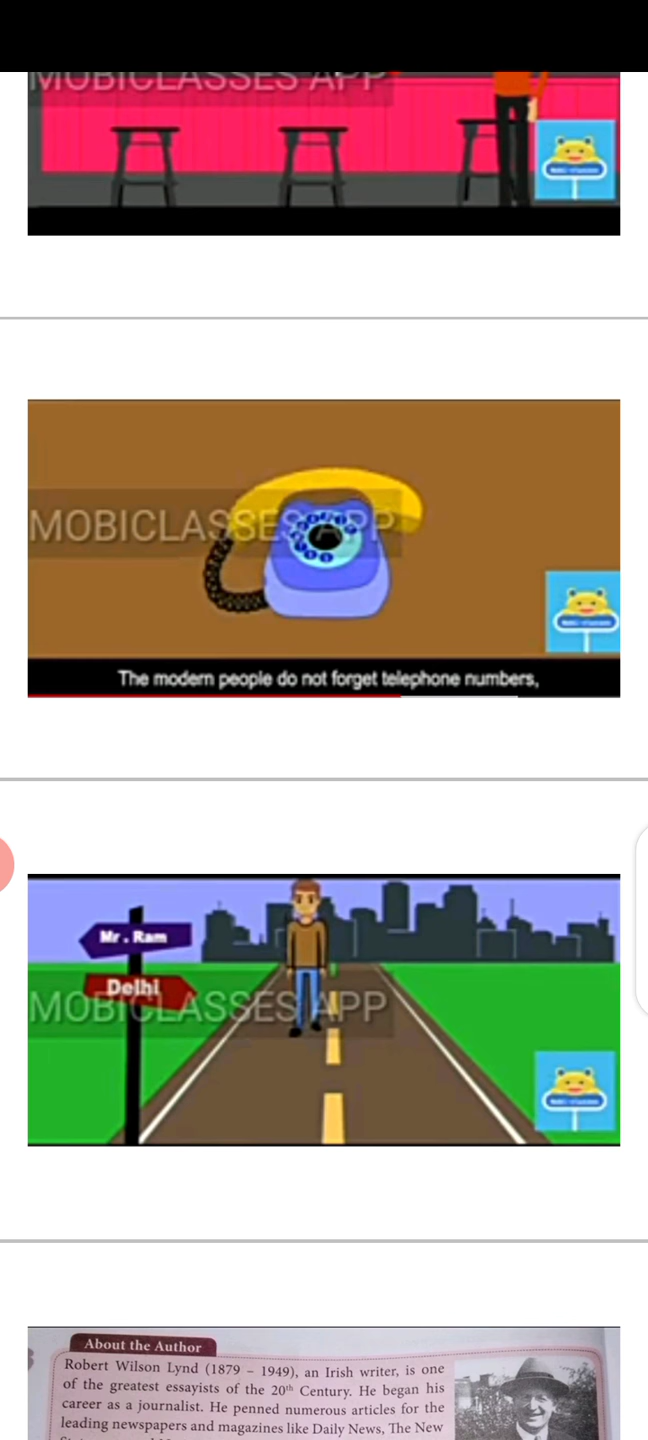 MOBICLASSES APP
MOBICLASSES APP
The modern people do not forget telephone numbers,
Mr. Ram
Delhi
MOBICLASSES APP
About the Author
Robert Wilson Lynd (1879 – 1949), an Irish writer, is one
of the greatest essayists of the 20th Century. He began his
career as a journalist. He penned numerous articles for the
leading newspapers and magazines like Daily News, The New